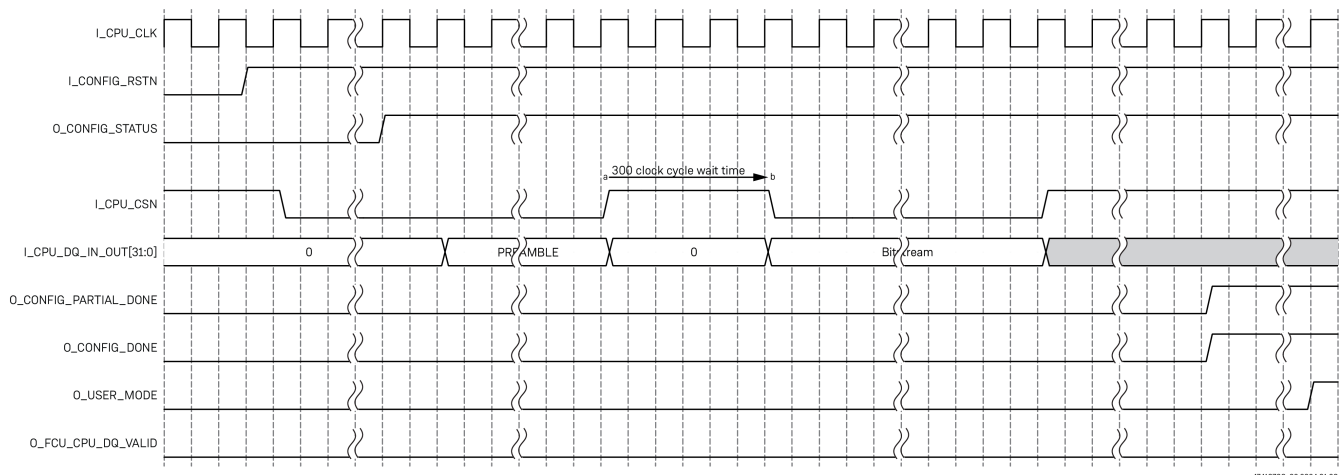 I_CPU_CLK
I_CONFIG_RSTN
O_CONFIG_STATUS
a 300 clock cycle wait time b
I_CPU_CSN
I_CPU_DQ_IN_OUT[31:0] 0 PREAMBLE 0 Bitstream
O_CONFIG_PARTIAL_DONE
O_CONFIG_DONE
O_USER_MODE
O_FCU_CPU_DQ_VALID